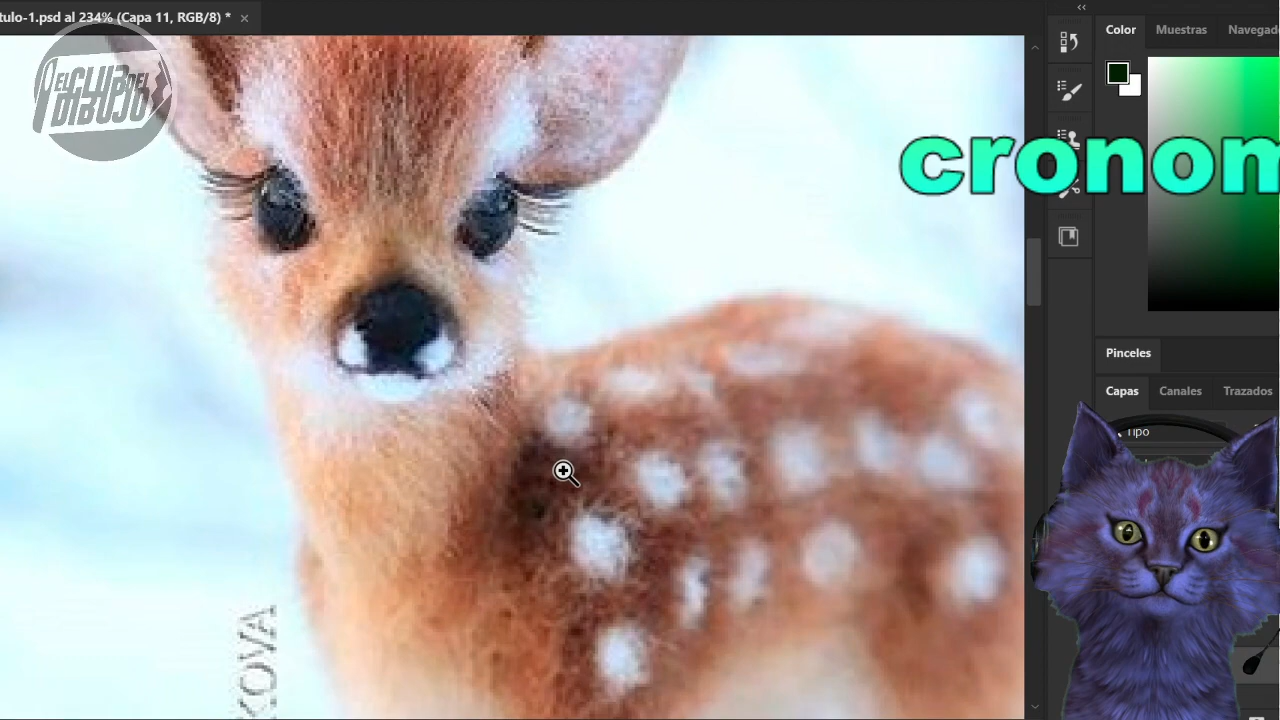 tulo-1.psd al 234% (Capa 11, RGB/8) *
EL CLUB DEL
DIBUJO
Color
Muestras
Navegad
cronom
Pinceles
Capas
Canales
Trazados
Tipo
KOVA